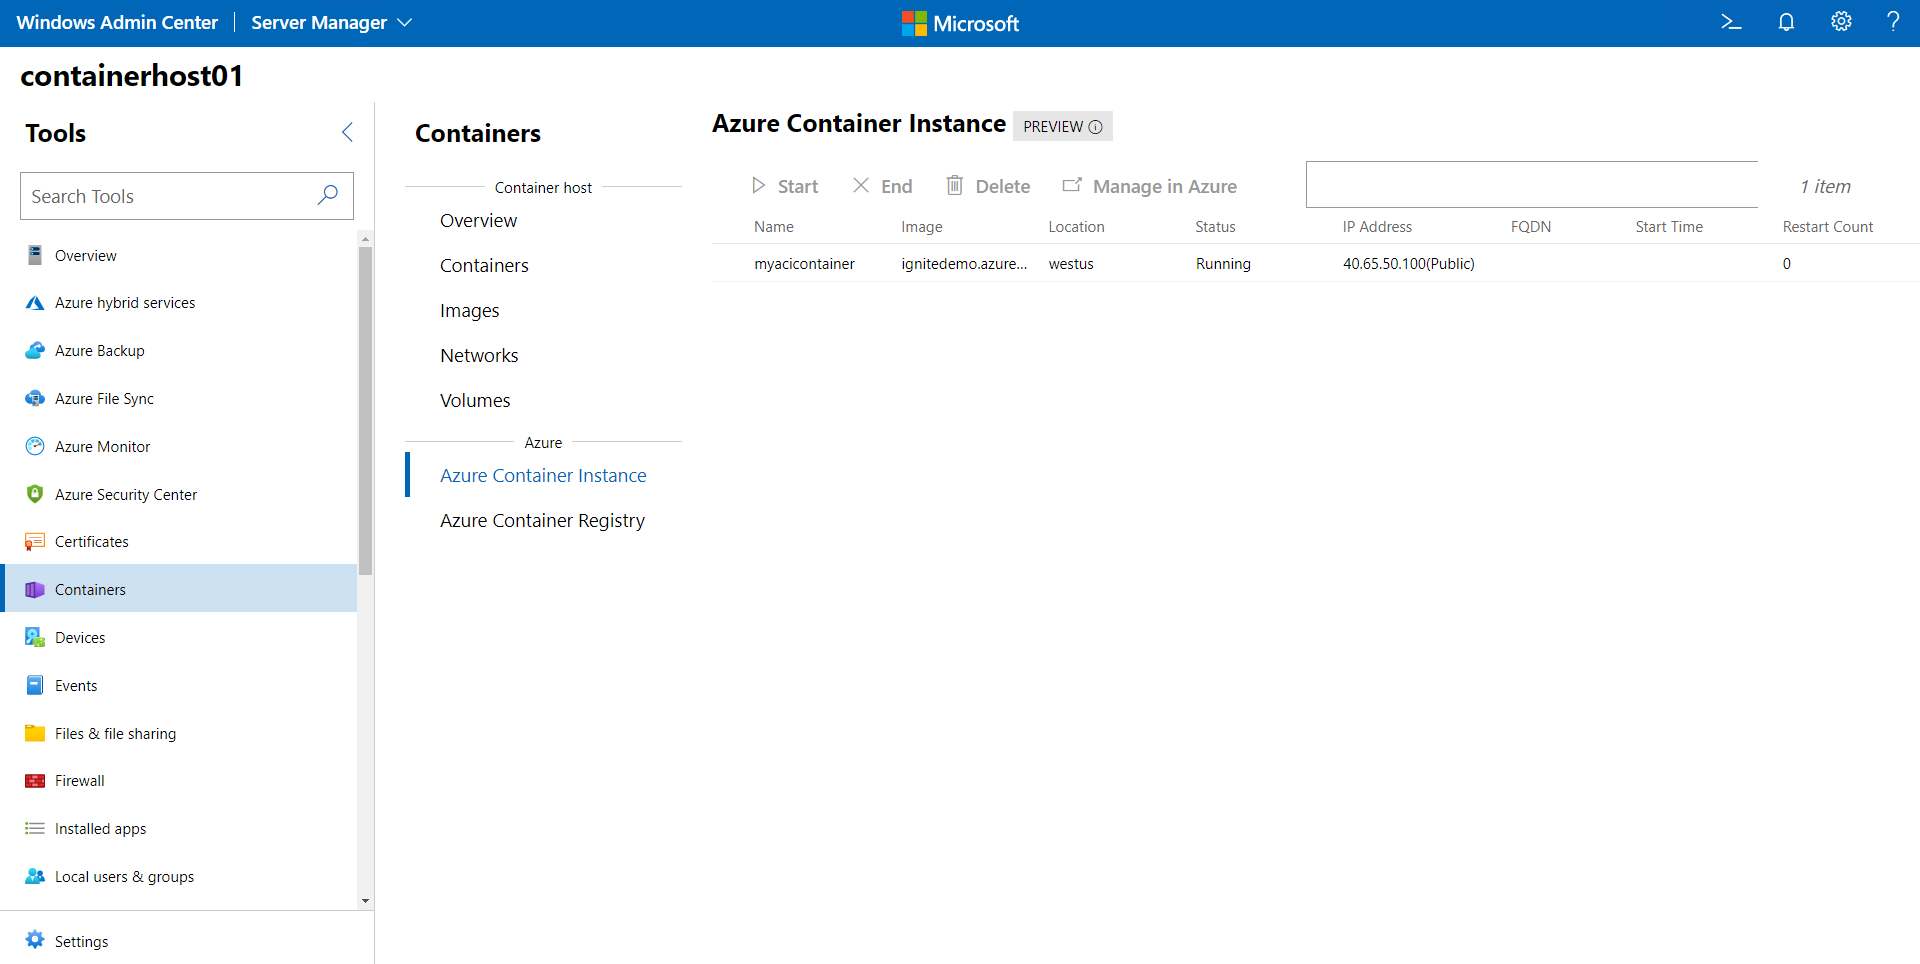 Windows Admin Center | Server Manager
Microsoft
containerhost01
Tools
Search Tools
Overview
Azure hybrid services
Azure Backup
Azure File Sync
Azure Monitor
Azure Security Center
Certificates
Containers
Devices
Events
Files & file sharing
Firewall
Installed apps
Local users & groups
Settings
Containers
Container host
Overview
Containers
Images
Networks
Volumes
Azure
Azure Container Instance
Azure Container Registry
Azure Container Instance PREVIEW
Start End Delete Manage in Azure 1 item
Name Image Location Status IP Address FQDN Start Time Restart Count
myacicontainer ignitedemo.azure... westus Running 40.65.50.100(Public) 0